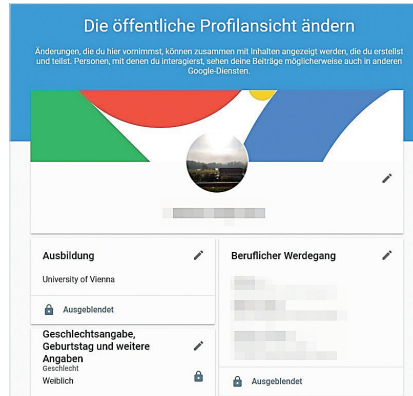 Die öffentliche Profilansicht ändern
Änderungen, die du hier vornimmst, können zusammen mit Inhalten angezeigt werden, die du erstellst
und teilst. Personen, mit denen du interagierst, sehen deine Beiträge möglicherweise auch in anderen
Google-Diensten.
Ausbildung
University of Vienna
Ausgeblendet
Geschlechtsangabe,
Geburtstag und weitere
Angaben
Geschlecht
Weiblich
Beruflicher Werdegang
Ausgeblendet